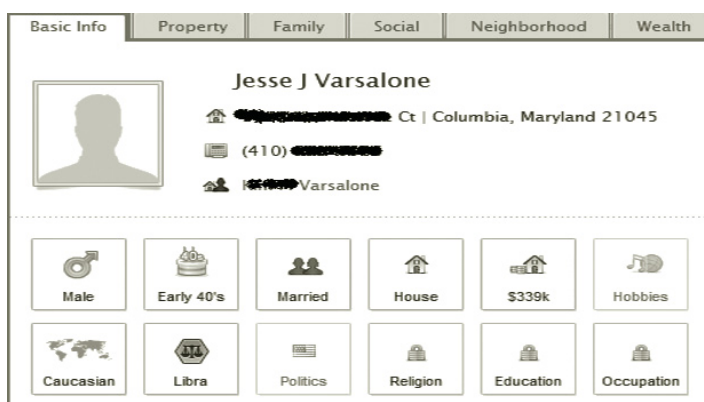 Basic Info Property Family Social Neighborhood Wealth
Jesse J Varsalone
Ct | Columbia, Maryland 21045
(410)
Varsalone
40s
Male Early 40's Married House $339k Hobbies
Caucasian Libra Politics Religion Education Occupation